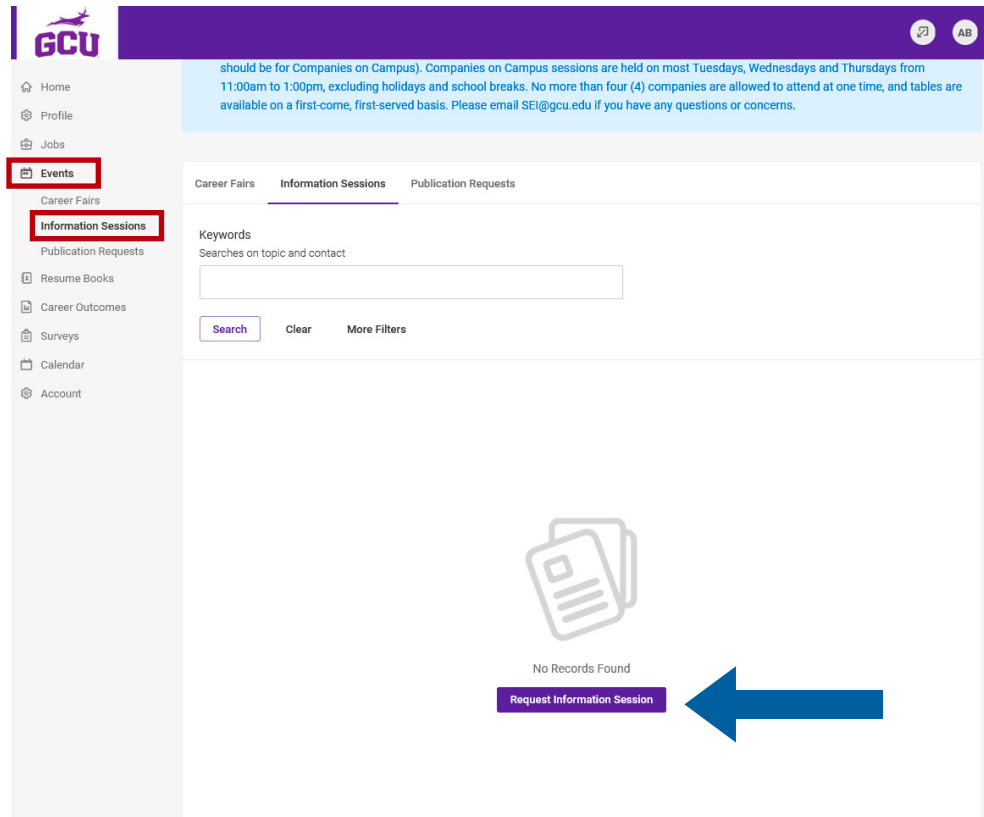 GCU
AB
should be for Companies on Campus). Companies on Campus sessions are held on most Tuesdays, Wednesdays and Thursdays from
11:00am to 1:00pm, excluding holidays and school breaks. No more than four (4) companies are allowed to attend at one time, and tables are
available on a first-come, first-served basis. Please email SEI@gcu.edu if you have any questions or concerns.
Home
Profile
Jobs
Events
Career Fairs
Information Sessions
Publication Requests
Resume Books
Career Outcomes
Surveys
Calendar
Account
Career Fairs Information Sessions Publication Requests
Keywords
Searches on topic and contact
Search Clear More Filters
No Records Found
Request Information Session